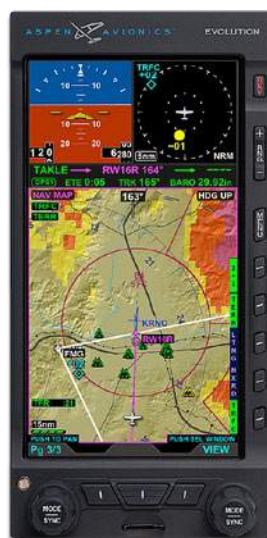 ASPEN AVIONICS EVOLUTION
TRFC
+02
-01
5nm NRM
TAKLE RW16R 164°
GPS1 ETE 0:05 TRK 165° BARO 29.92in
NAV MAP 163° HDG UP
TRFC
TERR
KRNO
RW16R
FMG
TFR
15nm
PUSH TO PAN PUSH SEL WINDOW
Pg 3/3 VIEW
RNG
MENU
MODE
SYNC
MODE
SYNC